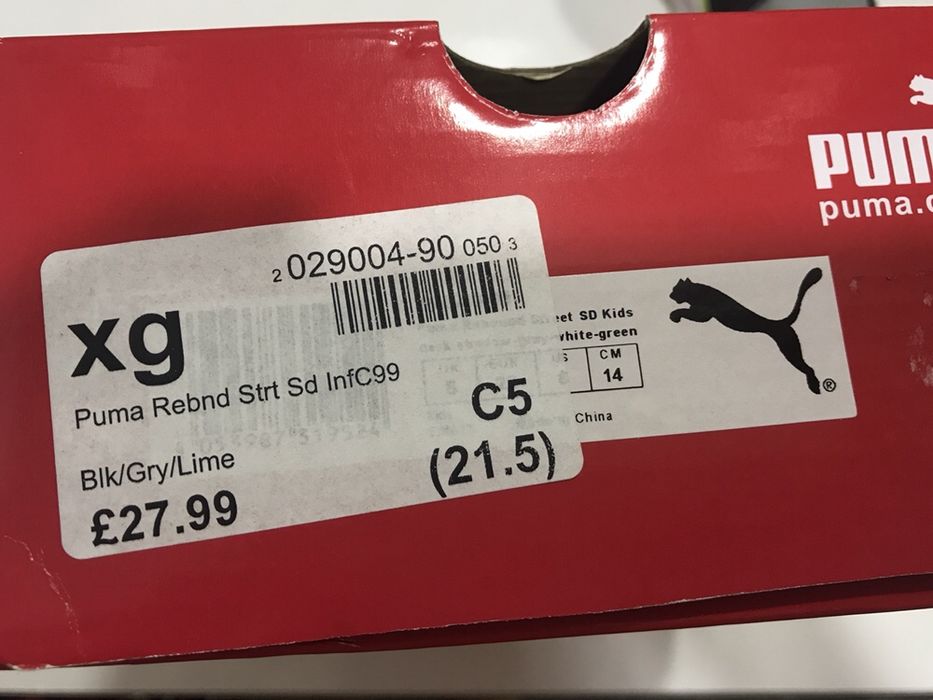 PUM
puma.c
2 029004-90 050 3
xg
Puma Rebnd Strt Sd InfC99
C5
Blk/Gry/Lime
(21.5)
£27.99
eet SD Kids
white-green
CM
14
China
®